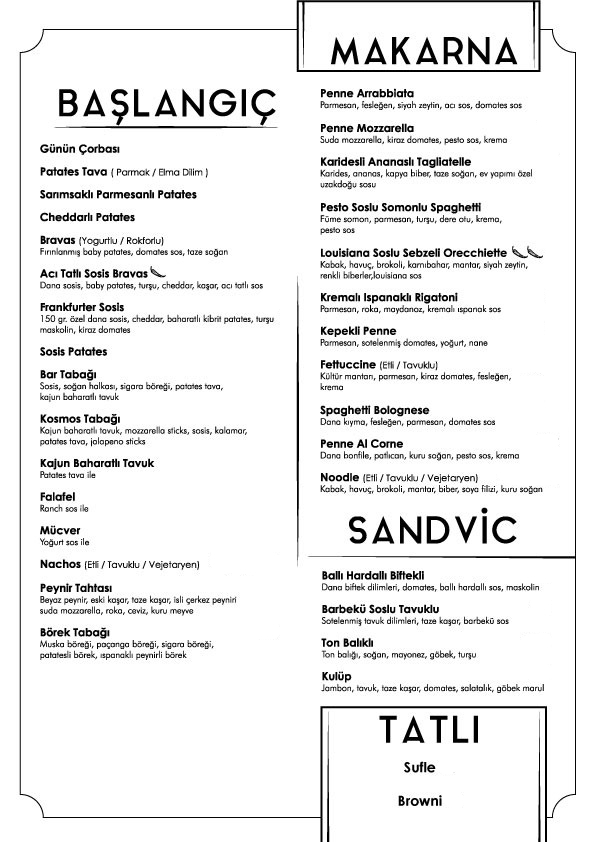 BAŞLANGIÇ
Günün Çorbası
Patates Tava ( Parmak / Elma Dilim )
Sarımsaklı Parmesanlı Patates
Cheddarlı Patates
Bravas (Yogurtlu / Rokforlu)
Fırınlanmış baby patates, domates sos, taze soğan
Acı Tatlı Sosis Bravas
Dana sosis, baby patates, turşu, cheddar, kaşar, acı tatlı sos
Frankfurter Sosis
150 gr. özel dana sosis, cheddar, baharatlı kibrit patates, turşu
maskolin, kiraz domates
Sosis Patates
Bar Tabağı
Sosis, soğan halkası, sigara böreği, patates tava,
kajun baharatlı tavuk
Kosmos Tabağı
Kajun baharatlı tavuk, mozzarella sticks, sosis, kalamar,
patates tava, jalapeno sticks
Kajun Baharatlı Tavuk
Patates tava ile
Falafel
Ranch sos ile
Mücver
Yoğurt sos ile
Nachos (Etli / Tavuklu / Vejetaryen)
Peynir Tahtası
Beyaz peynir, eski kaşar, taze kaşar, isli çerkez peyniri
suda mozzarella, roka, ceviz, kuru meyve
Börek Tabağı
Muska böreği, paçanga böreği, sigara böreği,
patatesli börek, ıspanaklı peynirli börek
MAKARNA
Penne Arrabbiata
Parmesan, fesleğen, siyah zeytin, acı sos, domates sos
Penne Mozzarella
Suda mozzarella, kiraz domates, pesto sos, krema
Karidesli Ananaslı Tagliatelle
Karides, ananas, kapya biber, taze soğan, ev yapımı özel
uzakdoğu sosu
Pesto Soslu Somonlu Spaghetti
Füme somon, parmesan, turşu, dere otu, krema,
pesto sos
Louisiana Soslu Sebzeli Orecchiette
Kabak, havuç, brokoli, karnıbahar, mantar, siyah zeytin,
renkli biberler,louisiana sos
Kremalı Ispanaklı Rigatoni
Parmesan, roka, maydanoz, kremalı ıspanak sos
Kepekli Penne
Parmesan, sotelenmiş domates, yoğurt, nane
Fettuccine (Etli / Tavuklu)
Kültür mantarı, parmesan, kiraz domates, fesleğen,
krema
Spaghetti Bolognese
Dana kıyma, fesleğen, parmesan, domates sos
Penne Al Corne
Dana bonfile, patlıcan, kuru soğan, pesto sos, krema
Noodle (Etli / Tavuklu / Vejetaryen)
Kabak, havuç, brokoli, mantar, biber, soya filizi, kuru soğan
SANDVİC
Ballı Hardallı Biftekli
Dana biftek dilimleri, domates, ballı hardallı sos, maskolin
Barbekü Soslu Tavuklu
Sotelenmiş tavuk dilimleri, taze kaşar, barbekü sos
Ton Balıklı
Ton balığı, soğan, mayonez, göbek, turşu
Kulüp
Jambon, tavuk, taze kaşar, domates, salatalık, göbek marul
TATLI
Sufle
Browni